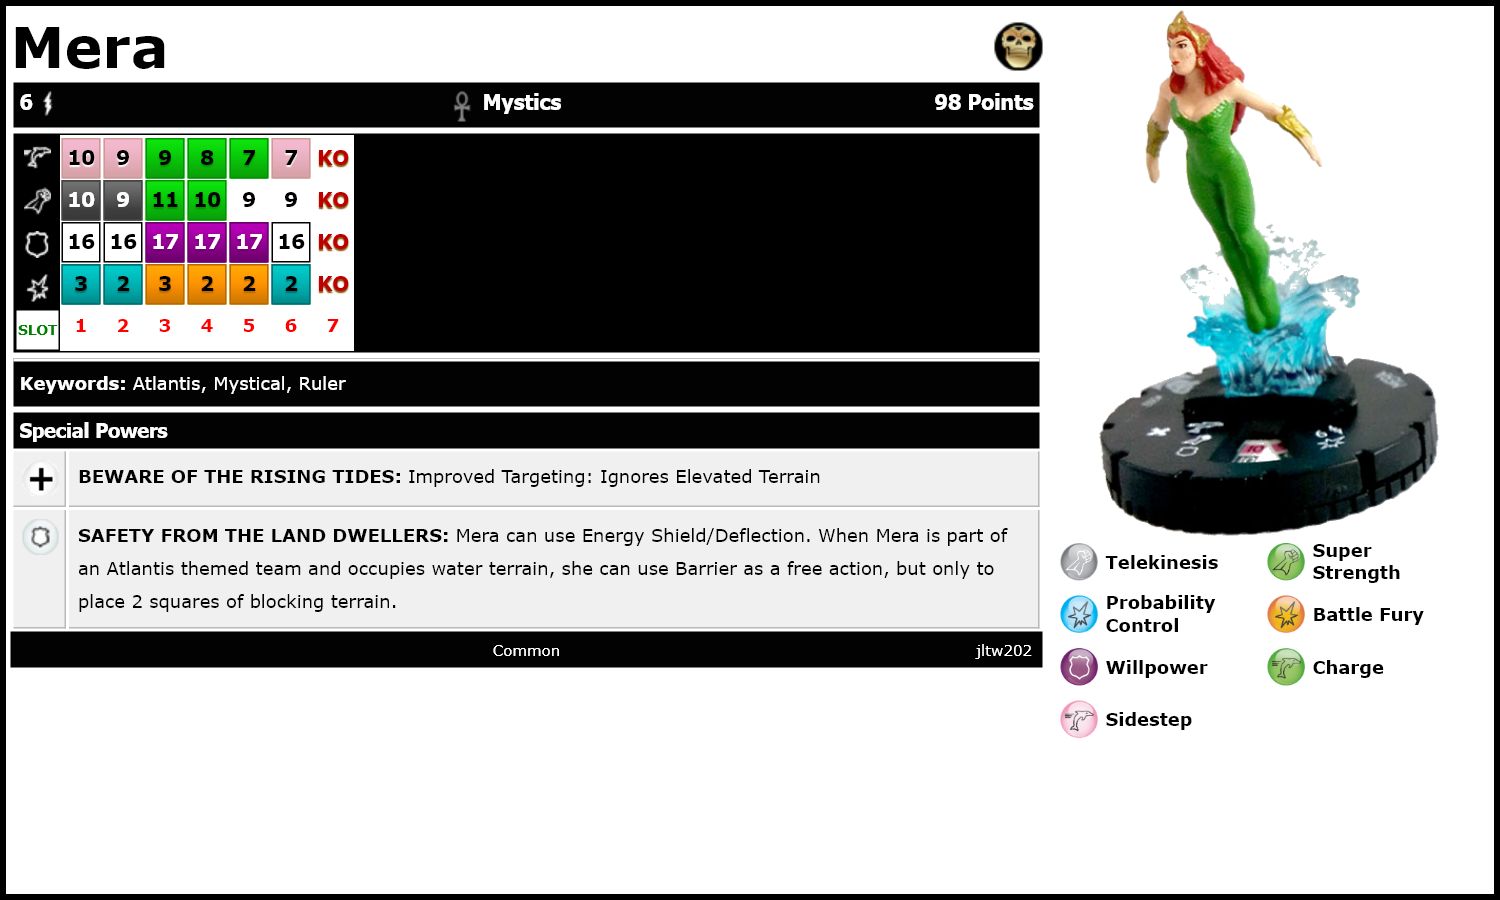 Mera
6 Mystics 98 Points
10 9 9 8 7 7 KO
10 9 11 10 9 9 KO
16 16 17 17 17 16 KO
3 2 3 2 2 2 KO
SLOT 1 2 3 4 5 6 7
Keywords: Atlantis, Mystical, Ruler
Special Powers
BEWARE OF THE RISING TIDES: Improved Targeting: Ignores Elevated Terrain
SAFETY FROM THE LAND DWELLERS: Mera can use Energy Shield/Deflection. When Mera is part of
an Atlantis themed team and occupies water terrain, she can use Barrier as a free action, but only to
place 2 squares of blocking terrain.
Common jltw202
Telekinesis
Super
Strength
Probability
Control
Battle Fury
Willpower
Charge
Sidestep